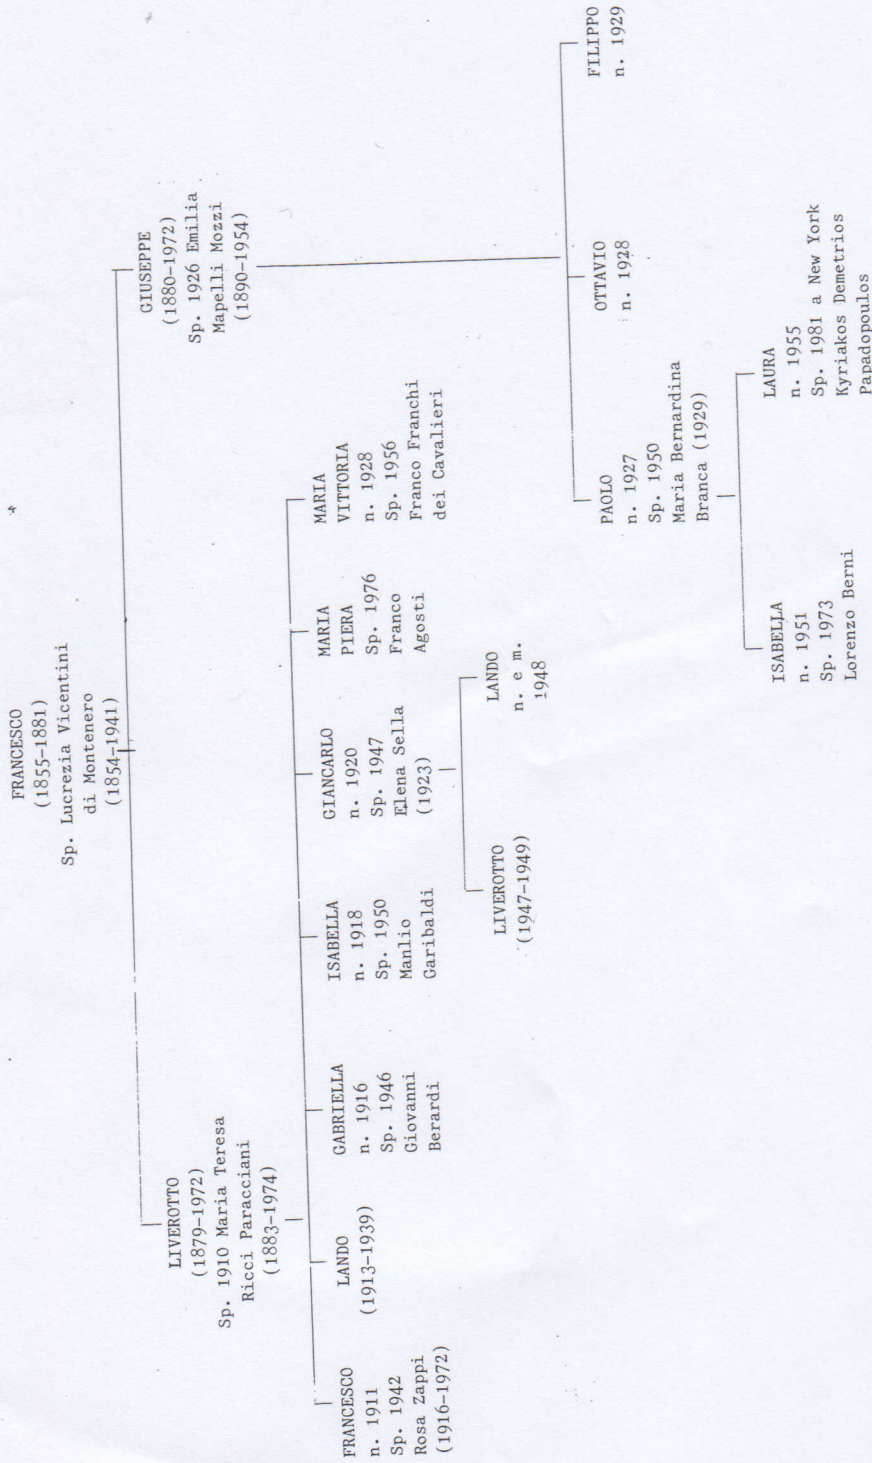 FRANCESCO
(1855-1881)
Sp. Lucrezia Vicentini
di Montenero
(1854-1941)
LIVEROTTO
(1879-1972)
Sp. 1910 Maria Teresa
Ricci Paracciani
(1883-1974)
GIUSEPPE
(1880-1972)
Sp. 1926 Emilia
Mapelli Mozzi
(1890-1954)
FRANCESCO
n. 1911
Sp. 1942
Rosa Zappi
(1916-1972)
LANDO
(1913-1939)
GABRIELLA
n. 1916
Sp. 1946
Giovanni
Berardi
ISABELLA
n. 1918
Sp. 1950
Manlio
Garibaldi
GIANCARLO
n. 1920
Sp. 1947
Elena Sella
(1923)
MARIA
PIERA
Sp. 1976
Franco
Agosti
MARIA
VITTORIA
n. 1928
Sp. 1956
Franco Franchi
dei Cavalieri
LIVEROTTO
(1947-1949)
LANDO
n. e m.
1948
PAOLO
n. 1927
Sp. 1950
Maria Bernardina
Branca (1929)
OTTAVIO
n. 1928
FILIPPO
n. 1929
ISABELLA
n. 1951
Sp. 1973
Lorenzo Berni
LAURA
n. 1955
Sp. 1981 a New York
Kyriakos Demetrios
Papadopoulos